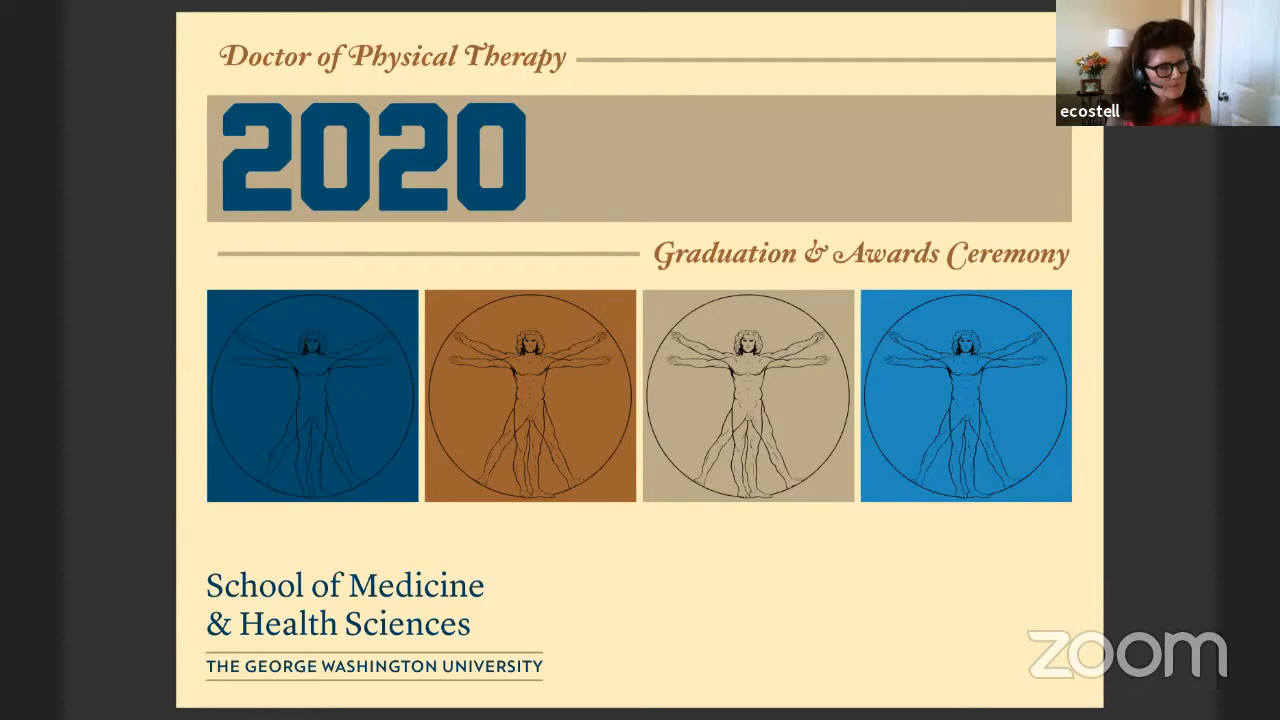 Doctor of Physical Therapy
ecostell
2020
Graduation & Awards Ceremony
School of Medicine
& Health Sciences
THE GEORGE WASHINGTON UNIVERSITY
zoom